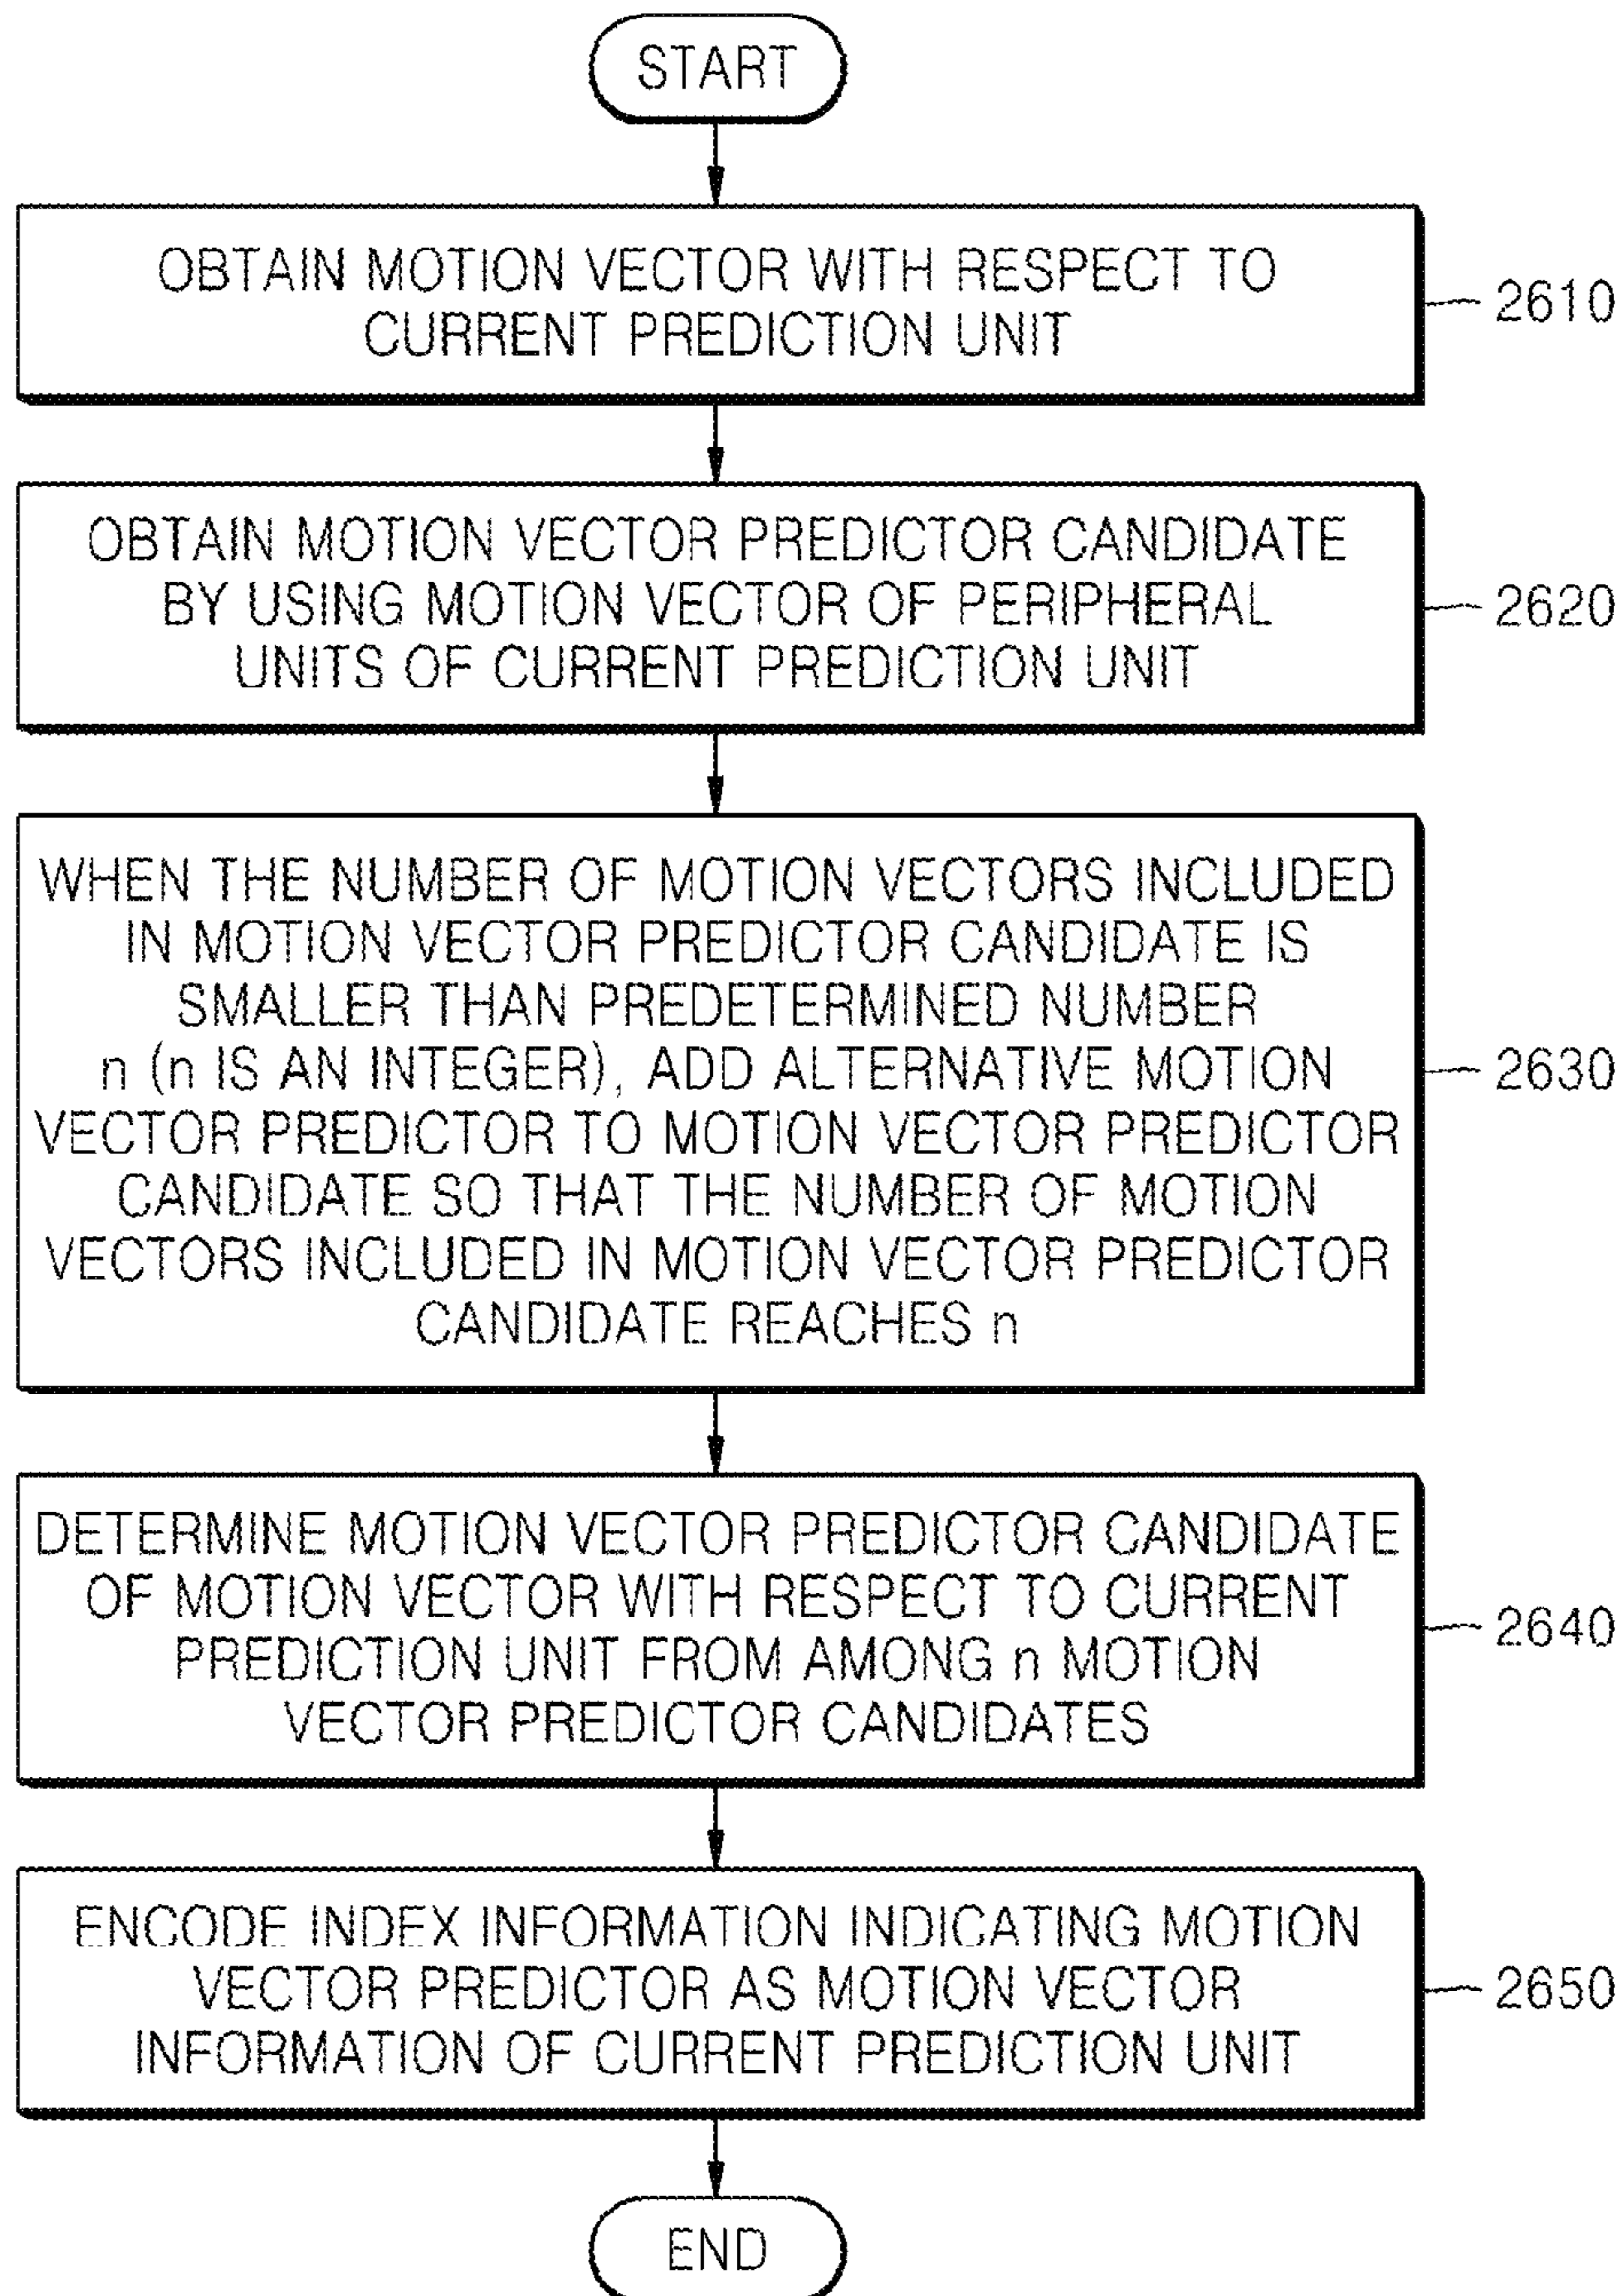 START
OBTAIN MOTION VECTOR WITH RESPECT TO
CURRENT PREDICTION UNIT
2610
OBTAIN MOTION VECTOR PREDICTOR CANDIDATE
BY USING MOTION VECTOR OF PERIPHERAL
UNITS OF CURRENT PREDICTION UNIT
2620
WHEN THE NUMBER OF MOTION VECTORS INCLUDED
IN MOTION VECTOR PREDICTOR CANDIDATE IS
SMALLER THAN PREDETERMINED NUMBER
n (n IS AN INTEGER), ADD ALTERNATIVE MOTION
VECTOR PREDICTOR TO MOTION VECTOR PREDICTOR
CANDIDATE SO THAT THE NUMBER OF MOTION
VECTORS INCLUDED IN MOTION VECTOR PREDICTOR
CANDIDATE REACHES n
2630
DETERMINE MOTION VECTOR PREDICTOR CANDIDATE
OF MOTION VECTOR WITH RESPECT TO CURRENT
PREDICTION UNIT FROM AMONG n MOTION
VECTOR PREDICTOR CANDIDATES
2640
ENCODE INDEX INFORMATION INDICATING MOTION
VECTOR PREDICTOR AS MOTION VECTOR
INFORMATION OF CURRENT PREDICTION UNIT
2650
END